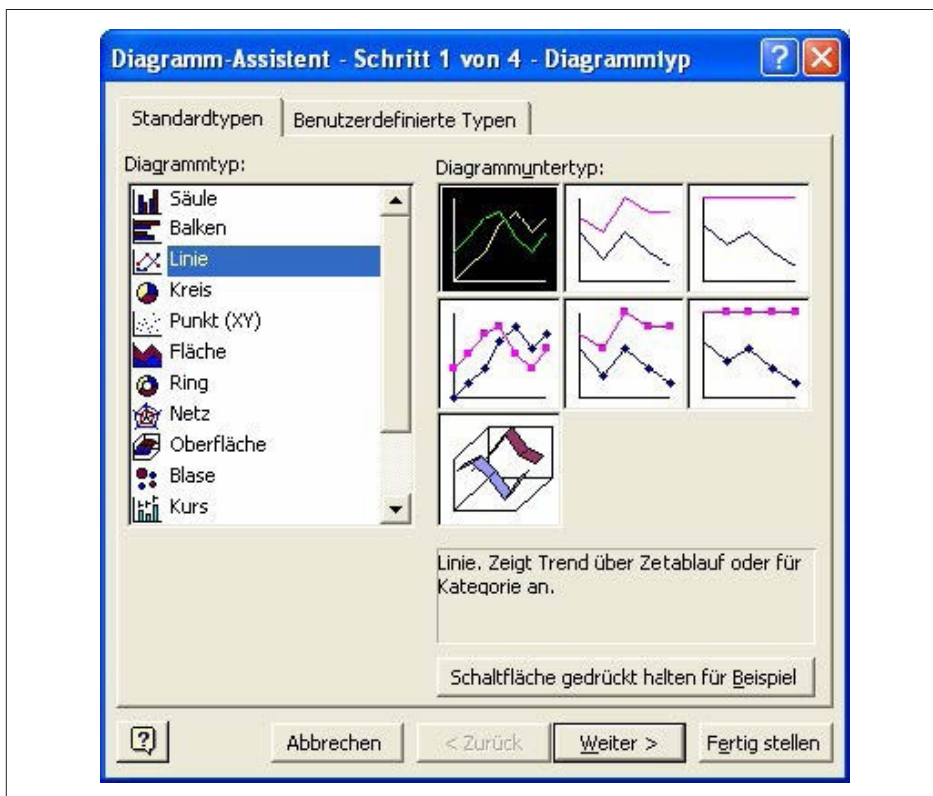 Diagramm-Assistent - Schritt 1 von 4 - Diagrammtyp
Standardtypen
Benutzerdefinierte Typen
Diagrammtyp:
Säule
Balken
Linie
Kreis
Punkt (XY)
Fläche
Ring
Netz
Oberfläche
Blase
Kurs
Diagrammuntertyp:
Linie. Zeigt Trend über Zetablauf oder für
Kategorie an.
Schaltfläche gedrückt halten für Beispiel
Abbrechen
< Zurück
Weiter >
Fertig stellen